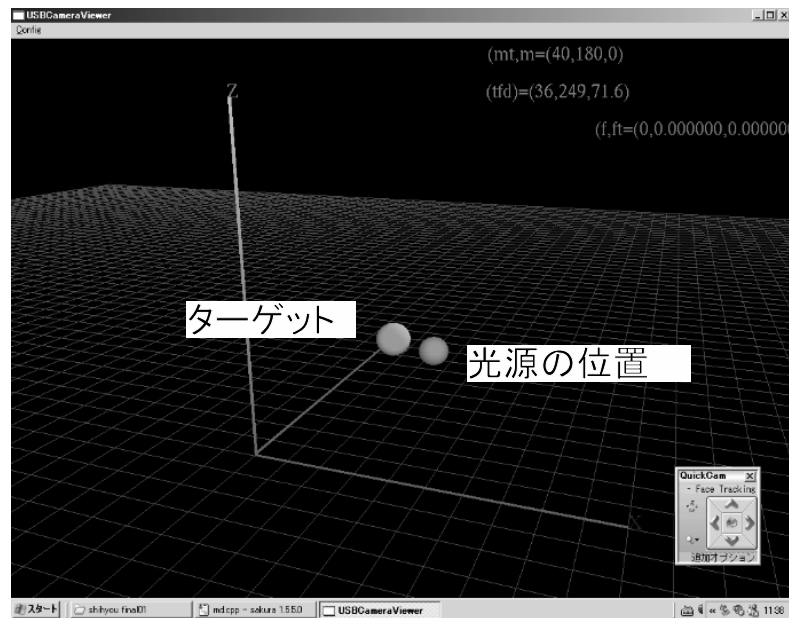 USBCameraViewer
Config
(mt,m=(40,180,0)
Z
(tfd)=(36,249,71.6)
(f,ft=(0,0.000000,0.000000
ターゲット
光源の位置
QuickCam
- Face Tracking
X
追加オプション
スタート
shihyou final01
md.cpp - sakura 1.5.5.0
USBCameraViewer
11:38